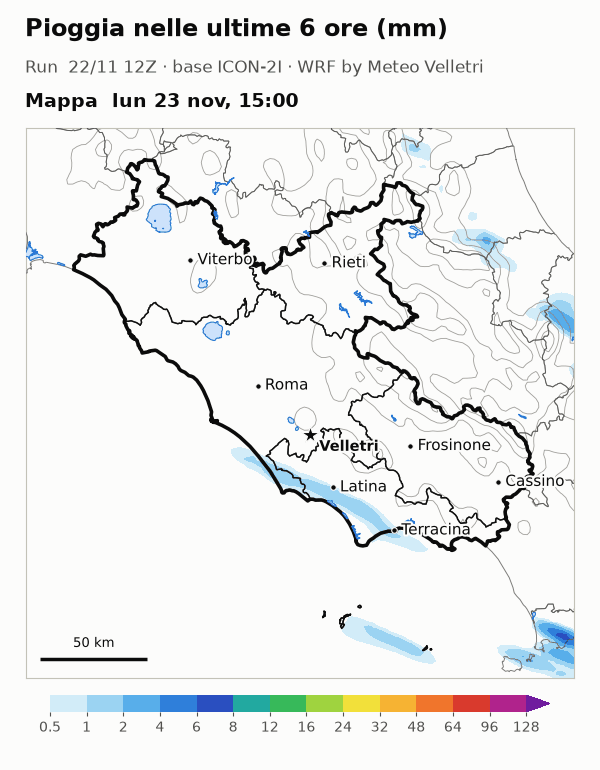 Pioggia nelle ultime 6 ore (mm)
Run  22/11 12Z · base ICON-2I · WRF by Meteo Velletri
Mappa  lun 23 nov, 15:00
Viterbo
Rieti
Roma
Velletri
Frosinone
Latina
Cassino
Terracina
50 km
0.5 1 2 4 6 8 12 16 24 32 48 64 96 128